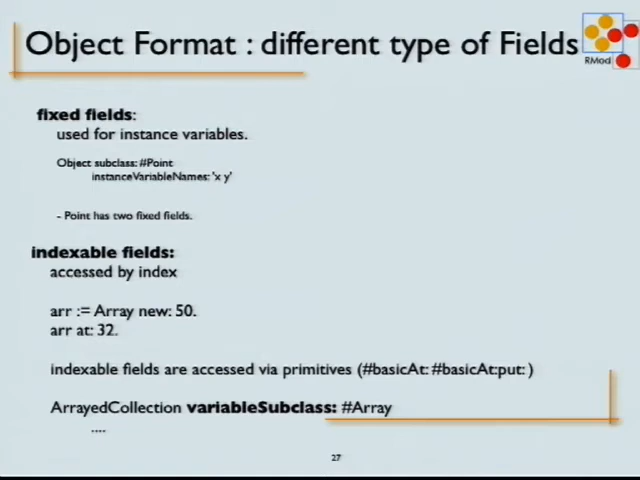 Object Format : different type of Fields
RMod
fixed fields:
used for instance variables.
Object subclass: #Point
instanceVariableNames: 'x y'
- Point has two fixed fields.
indexable fields:
accessed by index
arr := Array new: 50.
arr at: 32.
indexable fields are accessed via primitives (#basicAt: #basicAt:put: )
ArrayedCollection variableSubclass: #Array
....
27